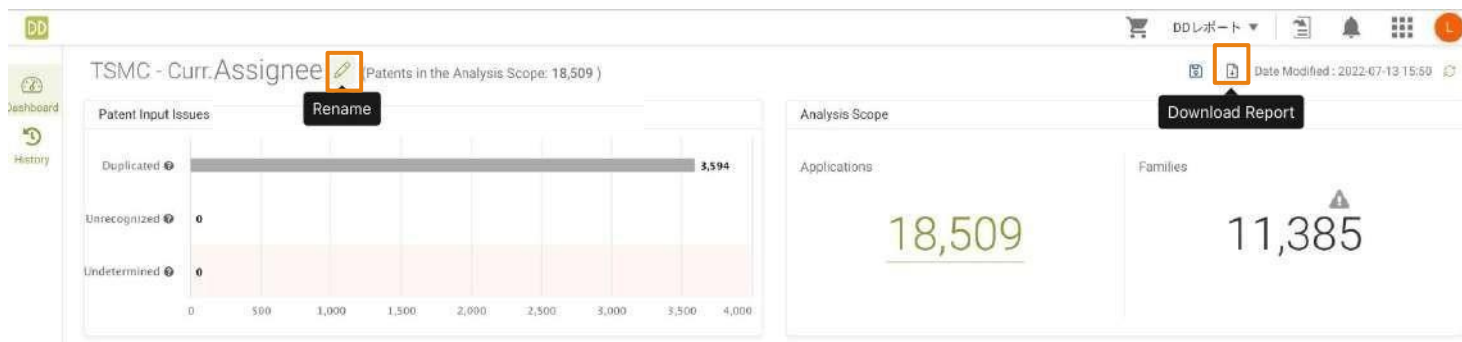 DD
DDレポート
L
TSMC - Curr.Assignee (Patents in the Analysis Scope: 18,509 )
Date Modified : 2022-07-13 15:50
Dashboard
Rename
Download Report
Patent Input Issues
Analysis Scope
History
Duplicated
3,594
Applications
Families
Unrecognized
0
18,509
11,385
Undetermined
0
0 500 1,000 1,500 2,000 2,500 3,000 3,500 4,000